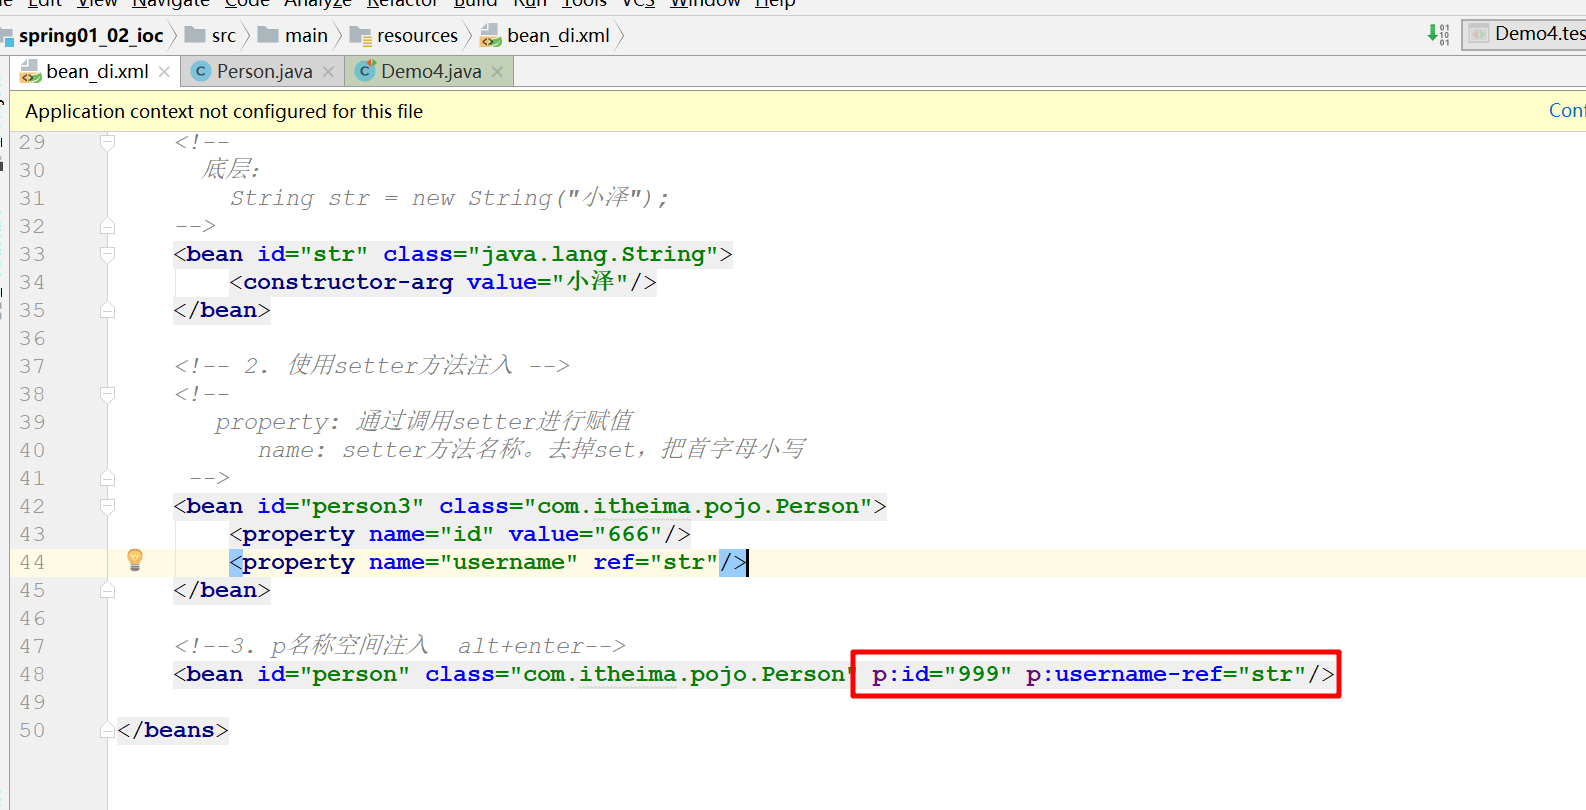 Edit View Navigate Code Analyze Refactor Build Run Tools VCS Window Help
spring01_02_ioc src main resources bean_di.xml Demo4.tes
bean_di.xml Person.java Demo4.java
Application context not configured for this file Conf
29 <!--
30 底层：
31 String str = new String("小泽");
32 -->
33 <bean id="str" class="java.lang.String">
34 <constructor-arg value="小泽"/>
35 </bean>
36
37 <!-- 2. 使用setter方法注入 -->
38 <!--
39 property: 通过调用setter进行赋值
40 name: setter方法名称。去掉set，把首字母小写
41 -->
42 <bean id="person3" class="com.itheima.pojo.Person">
43 <property name="id" value="666"/>
44 <property name="username" ref="str"/>
45 </bean>
46
47 <!--3. p名称空间注入  alt+enter-->
48 <bean id="person" class="com.itheima.pojo.Person" p:id="999" p:username-ref="str"/>
49
50 </beans>